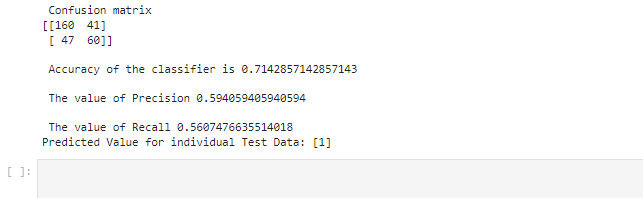 Confusion matrix
[[160  41]
 [ 47  60]]
Accuracy of the classifier is 0.7142857142857143
The value of Precision 0.594059405940594
The value of Recall 0.5607476635514018
Predicted Value for individual Test Data: [1]
[ ]: